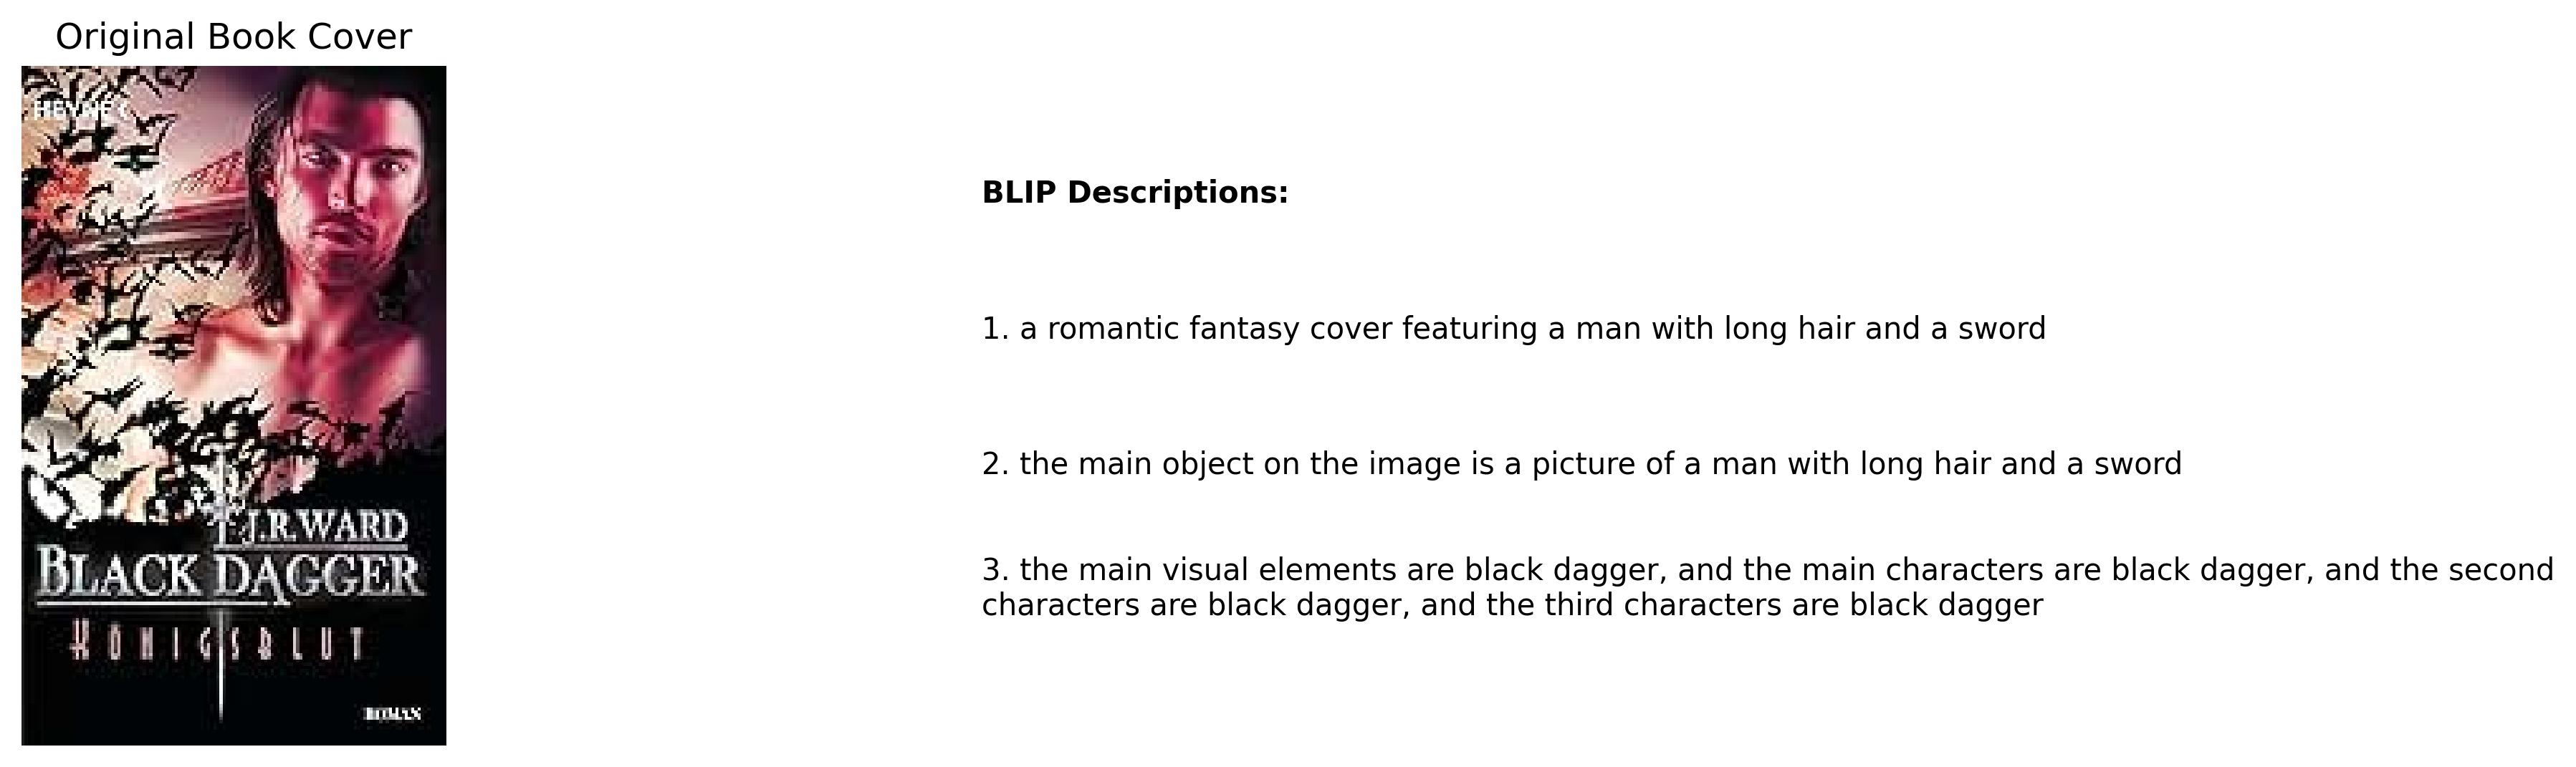 Original Book Cover
HEYNE<
J.R.WARD
BLACK DAGGER
KÖNIGSBLUT
ROMAN
BLIP Descriptions:
1. a romantic fantasy cover featuring a man with long hair and a sword
2. the main object on the image is a picture of a man with long hair and a sword
3. the main visual elements are black dagger, and the main characters are black dagger, and the second
characters are black dagger, and the third characters are black dagger